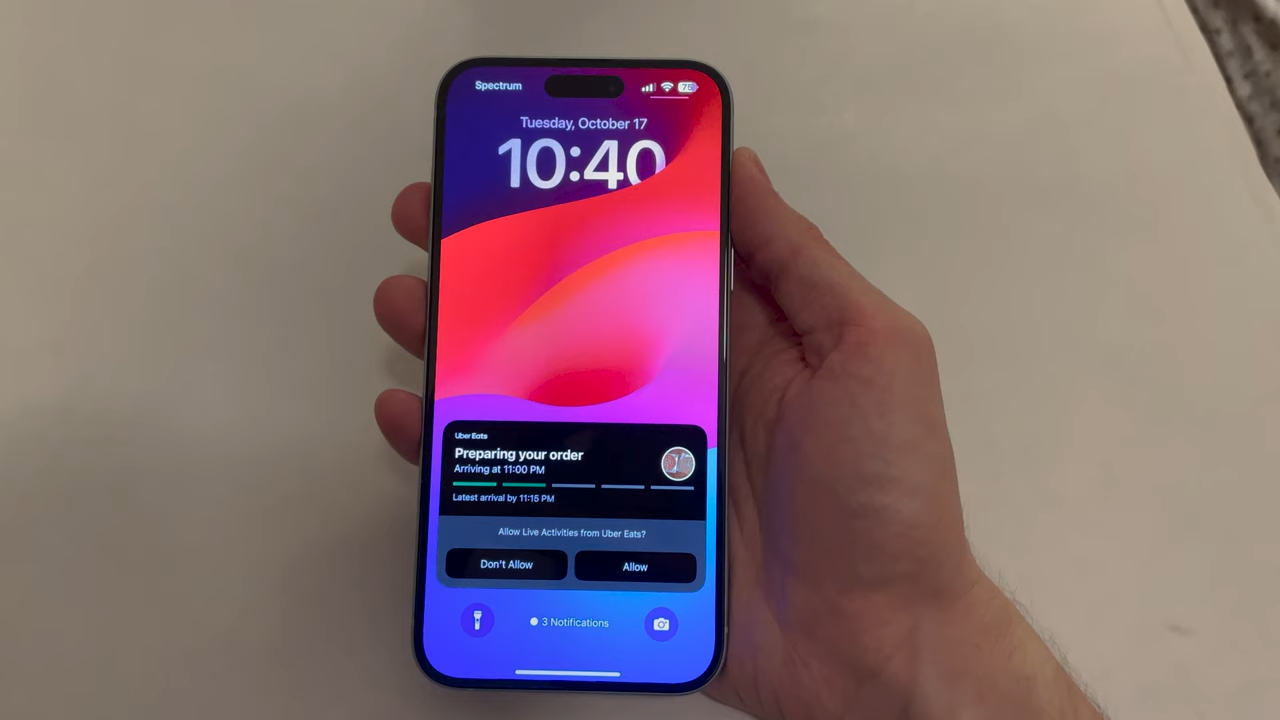 Spectrum
75
Tuesday, October 17
10:40
Uber Eats
Preparing your order
Arriving at 11:00 PM
Latest arrival by 11:15 PM
Allow Live Activities from Uber Eats?
Don't Allow
Allow
3 Notifications